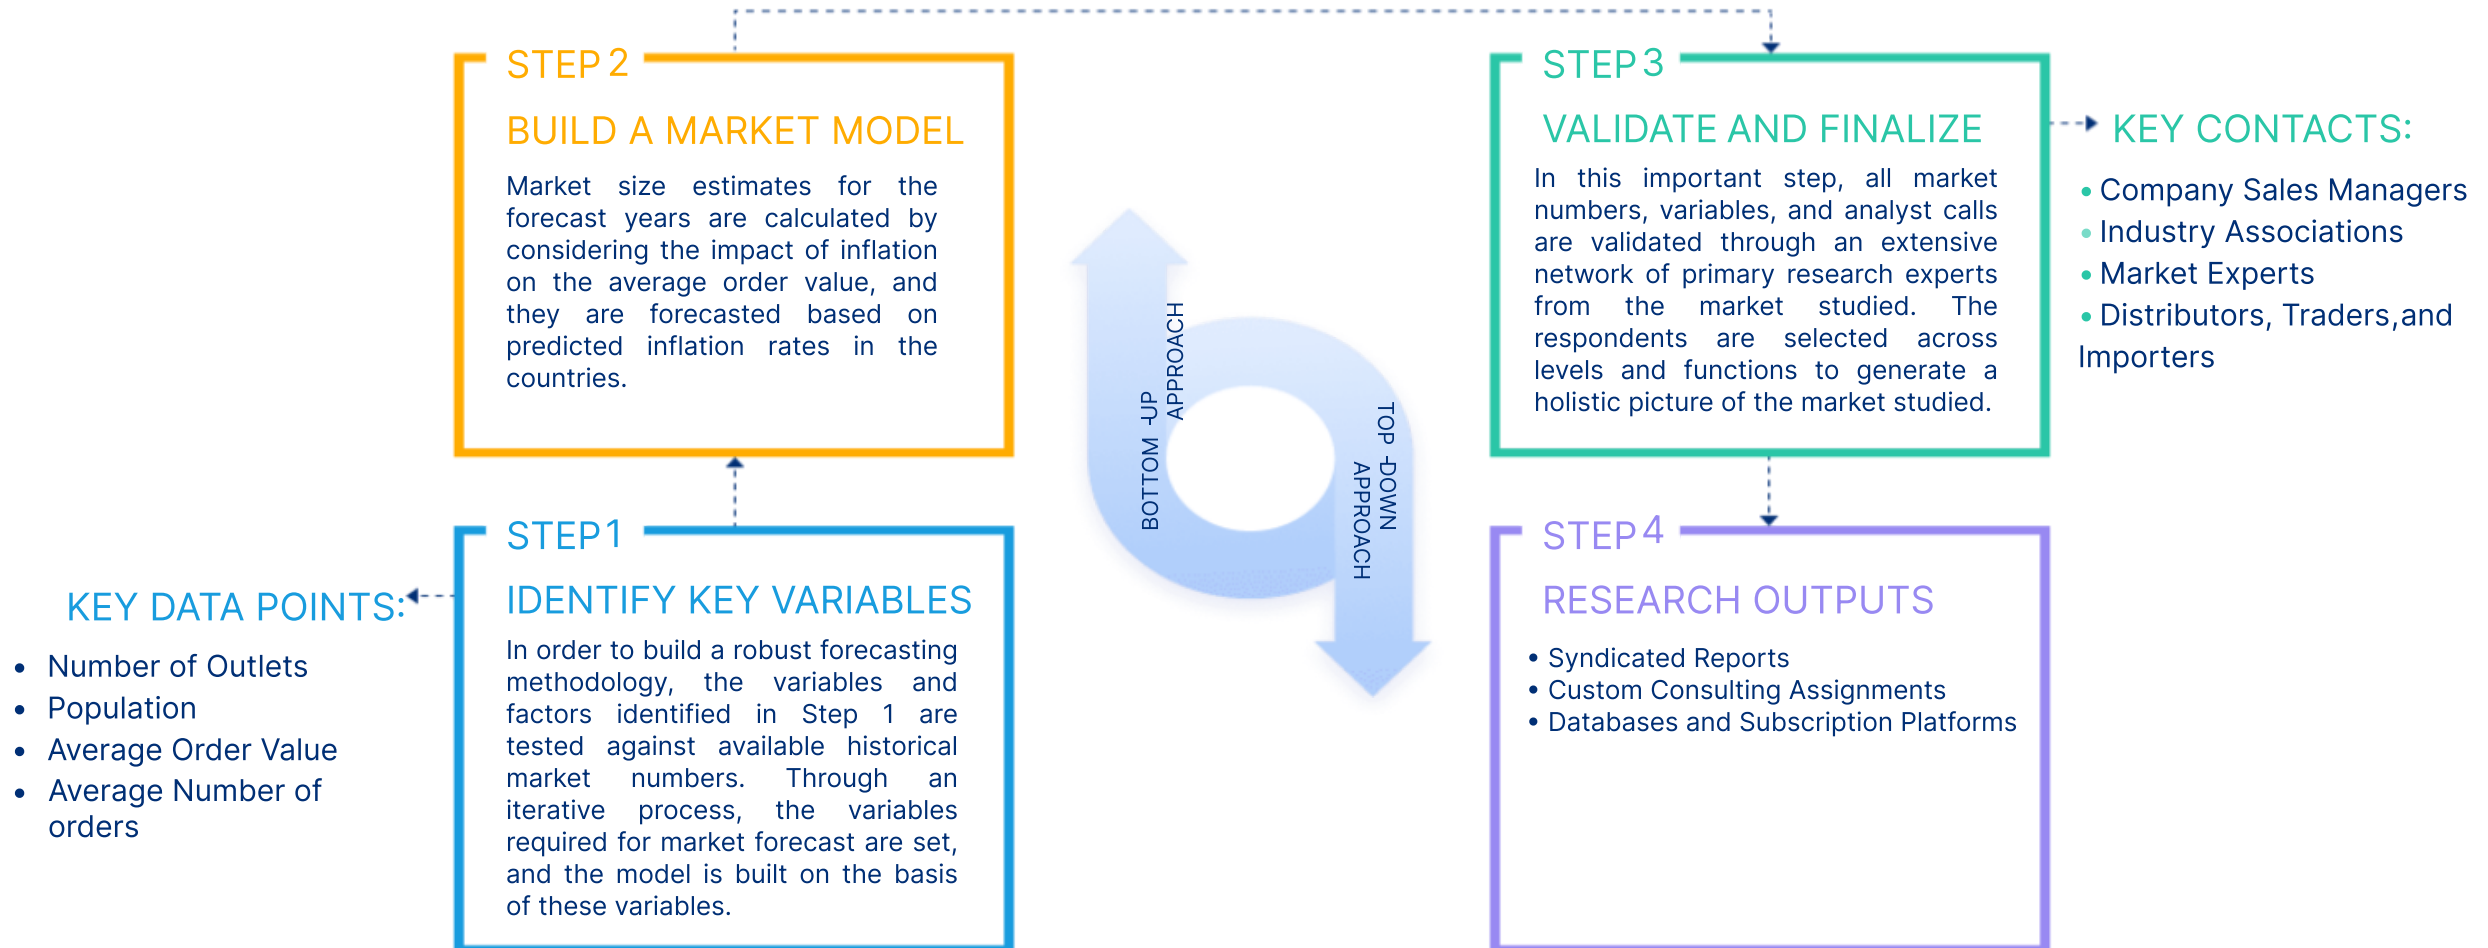 STEP 2
BUILD A MARKET MODEL
Market size estimates for the
forecast years are calculated by
considering the impact of inflation
on the average order value, and
they are forecasted based on
predicted inflation rates in the
countries.
STEP 3
VALIDATE AND FINALIZE
In this important step, all market
numbers, variables, and analyst calls
are validated through an extensive
network of primary research experts
from the market studied. The
respondents are selected across
levels and functions to generate a
holistic picture of the market studied.
KEY CONTACTS:
• Company Sales Managers
• Industry Associations
• Market Experts
• Distributors, Traders,and
Importers
BOTTOM -UP
APPROACH
TOP -DOWN
APPROACH
KEY DATA POINTS:
• Number of Outlets
• Population
• Average Order Value
• Average Number of
orders
STEP 1
IDENTIFY KEY VARIABLES
In order to build a robust forecasting
methodology, the variables and
factors identified in Step 1 are
tested against available historical
market numbers. Through an
iterative process, the variables
required for market forecast are set,
and the model is built on the basis
of these variables.
STEP 4
RESEARCH OUTPUTS
• Syndicated Reports
• Custom Consulting Assignments
• Databases and Subscription Platforms